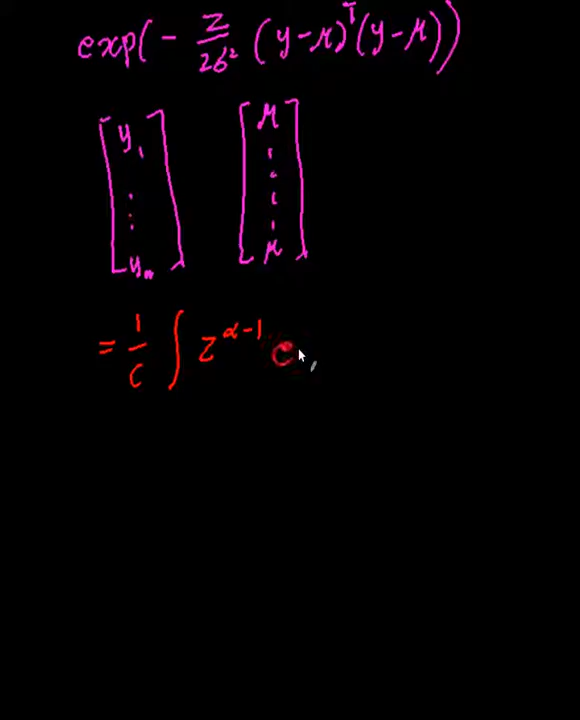 exp(- z/2σ² (y-μ)ᵀ(y-μ))
[y₁ ⋮ yₙ] [μ ⋮ μ]
= 1/c ∫ z^(α-1) e